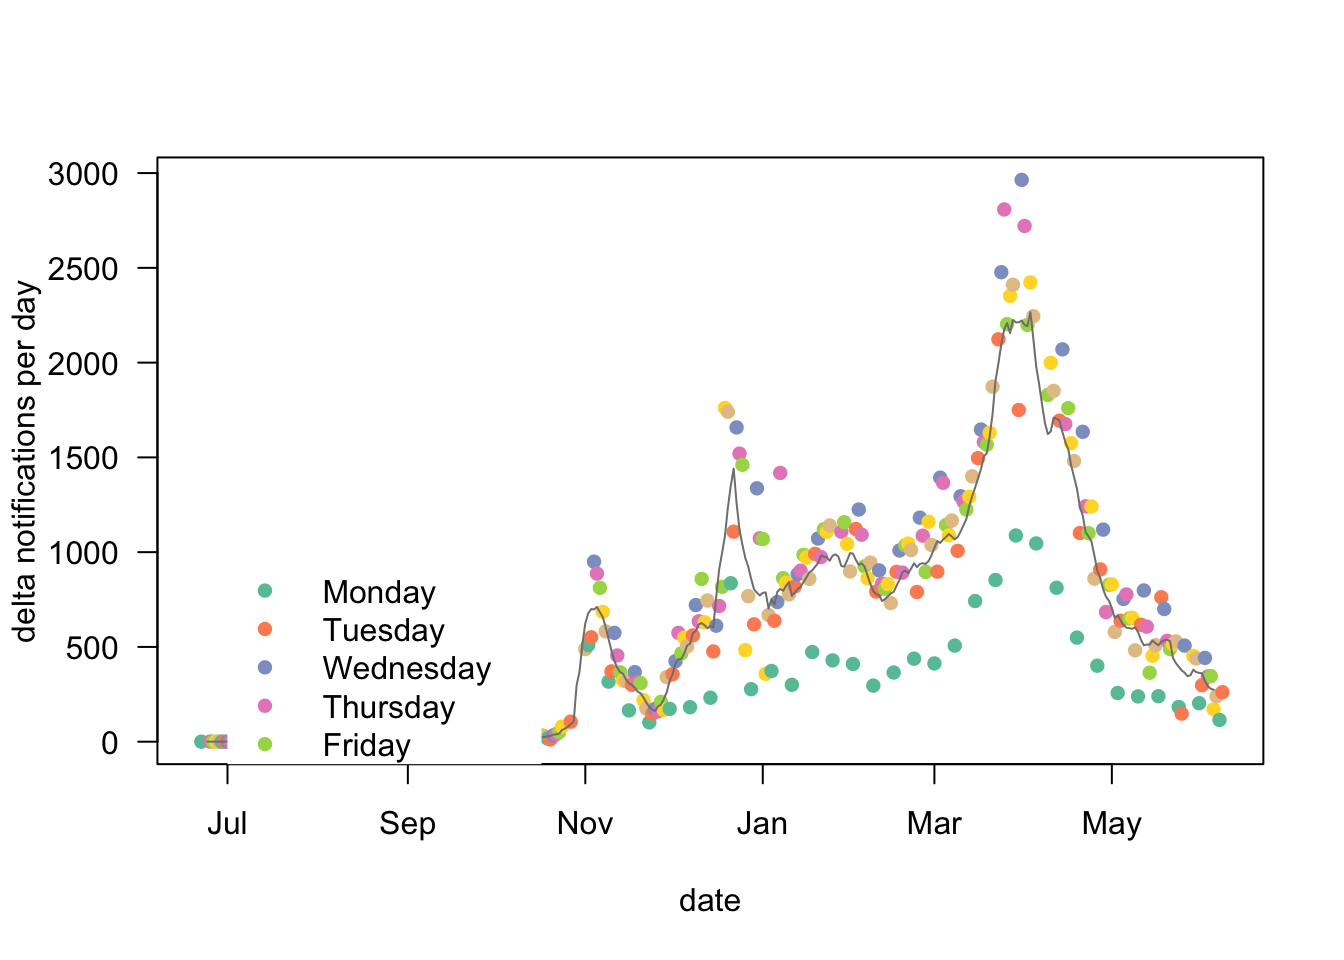 3000
2500
2000
1500
1000
500
0
delta notifications per day
Monday
Tuesday
Wednesday
Thursday
Friday
Jul
Sep
Nov
Jan
Mar
May
date